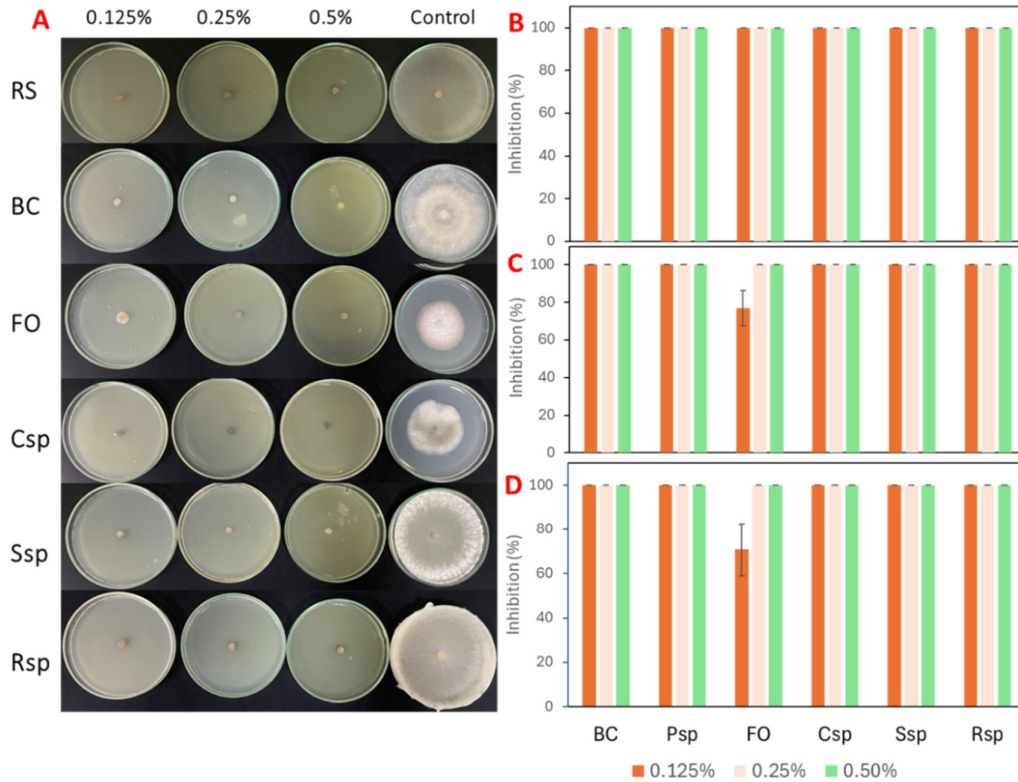 A 0.125% 0.25% 0.5% Control
RS
BC
FO
Csp
Ssp
Rsp
B
Inhibition (%)
100
80
60
40
20
0
C
Inhibition (%)
100
80
60
40
20
0
D
Inhibition (%)
100
80
60
40
20
0
BC Psp FO Csp Ssp Rsp
0.125% 0.25% 0.50%